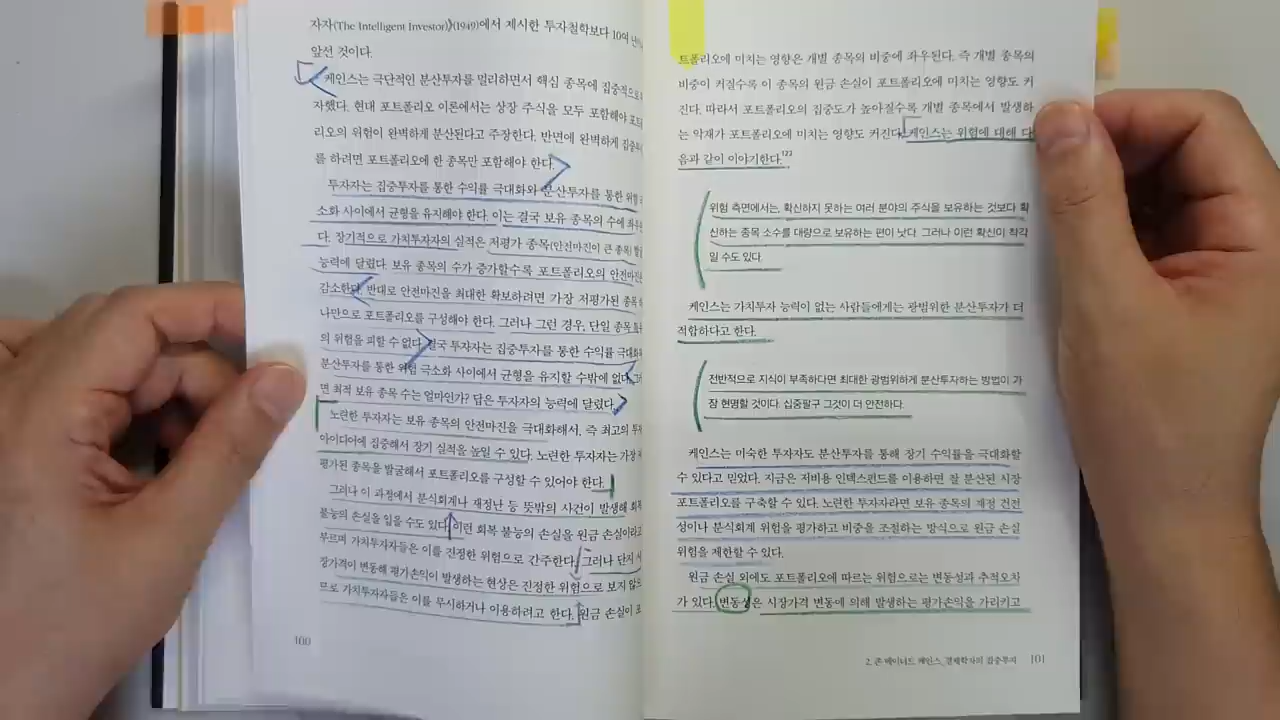 자자(The Intelligent Investor)》(1949)에서 제시한 투자철학보다 10여 년이나
앞선 것이다.
케인스는 극단적인 분산투자를 멀리하면서 핵심 종목에 집중적으로
자했다. 현대 포트폴리오 이론에서는 상장 주식을 모두 포함해야 포트
리오의 위험이 완벽하게 분산된다고 주장한다. 반면에 완벽하게 집중
를 하려면 포트폴리오에 한 종목만 포함해야 한다.
투자자는 집중투자를 통한 수익률 극대화와 분산투자를 통한 위험
소화 사이에서 균형을 유지해야 한다. 이는 결국 보유 종목의 수에 좌우
다. 장기적으로 가치투자자의 실적은 저평가 종목(안전마진이 큰 종목)
능력에 달렸다. 보유 종목의 수가 증가할수록 포트폴리오의 안전마진
감소한다. 반대로 안전마진을 최대한 확보하려면 가장 저평가된 종목
나만으로 포트폴리오를 구성해야 한다. 그러나 그런 경우, 단일 종목
의 위험을 피할 수 없다. 결국 투자자는 집중투자를 통한 수익률 극대화
분산투자를 통한 위험 극소화 사이에서 균형을 유지할 수밖에 없다.
면 최적 보유 종목 수는 얼마인가? 답은 투자자의 능력에 달렸다.
노련한 투자자는 보유 종목의 안전마진을 극대화해서, 즉 최고의
아이디어에 집중해서 장기 실적을 높일 수 있다. 노련한 투자자는 가장
평가된 종목을 발굴해서 포트폴리오를 구성할 수 있어야 한다.
그러나 이 과정에서 분식회계나 재정난 등 뜻밖의 사건이 발생해 회복
불능의 손실을 입을 수도 있다. 이런 회복 불능의 손실을 원금 손실이라고
부르며 가치투자자들은 이를 진정한 위험으로 간주한다. 그러나 단지 시
장가격이 변동해 평가손익이 발생하는 현상은 진정한 위험으로 보지 않으
므로 가치투자자들은 이를 무시하거나 이용하려고 한다. 원금 손실이
100
트폴리오에 미치는 영향은 개별 종목의 비중에 좌우된다. 즉 개별 종목의
비중이 커질수록 이 종목의 원금 손실이 포트폴리오에 미치는 영향도 커
진다. 따라서 포트폴리오의 집중도가 높아질수록 개별 종목에서 발생하
는 악재가 포트폴리오에 미치는 영향도 커진다. 케인스는 위험에 대해 다
음과 같이 이야기한다.123
위험 측면에서는, 확신하지 못하는 여러 분야의 주식을 보유하는 것보다 확
신하는 종목 소수를 대량으로 보유하는 편이 낫다. 그러나 이런 확신이 착각
일 수도 있다.
케인스는 가치투자 능력이 없는 사람들에게는 광범위한 분산투자가 더
적합하다고 한다.
전반적으로 지식이 부족하다면 최대한 광범위하게 분산투자하는 방법이 가
장 현명할 것이다. 십중팔구 그것이 더 안전하다.
케인스는 미숙한 투자자도 분산투자를 통해 장기 수익률을 극대화할
수 있다고 믿었다. 지금은 저비용 인덱스펀드를 이용하면 잘 분산된 시장
포트폴리오를 구축할 수 있다. 노련한 투자자라면 보유 종목의 재정 건전
성이나 분식회계 위험을 평가하고 비중을 조절하는 방식으로 원금 손실
위험을 제한할 수 있다.
원금 손실 외에도 포트폴리오에 따르는 위험으로는 변동성과 추적오차
가 있다. 변동성은 시장가격 변동에 의해 발생하는 평가손익을 가리키고
2. 존 메이너드 케인스, 경제학자의 집중투자 101